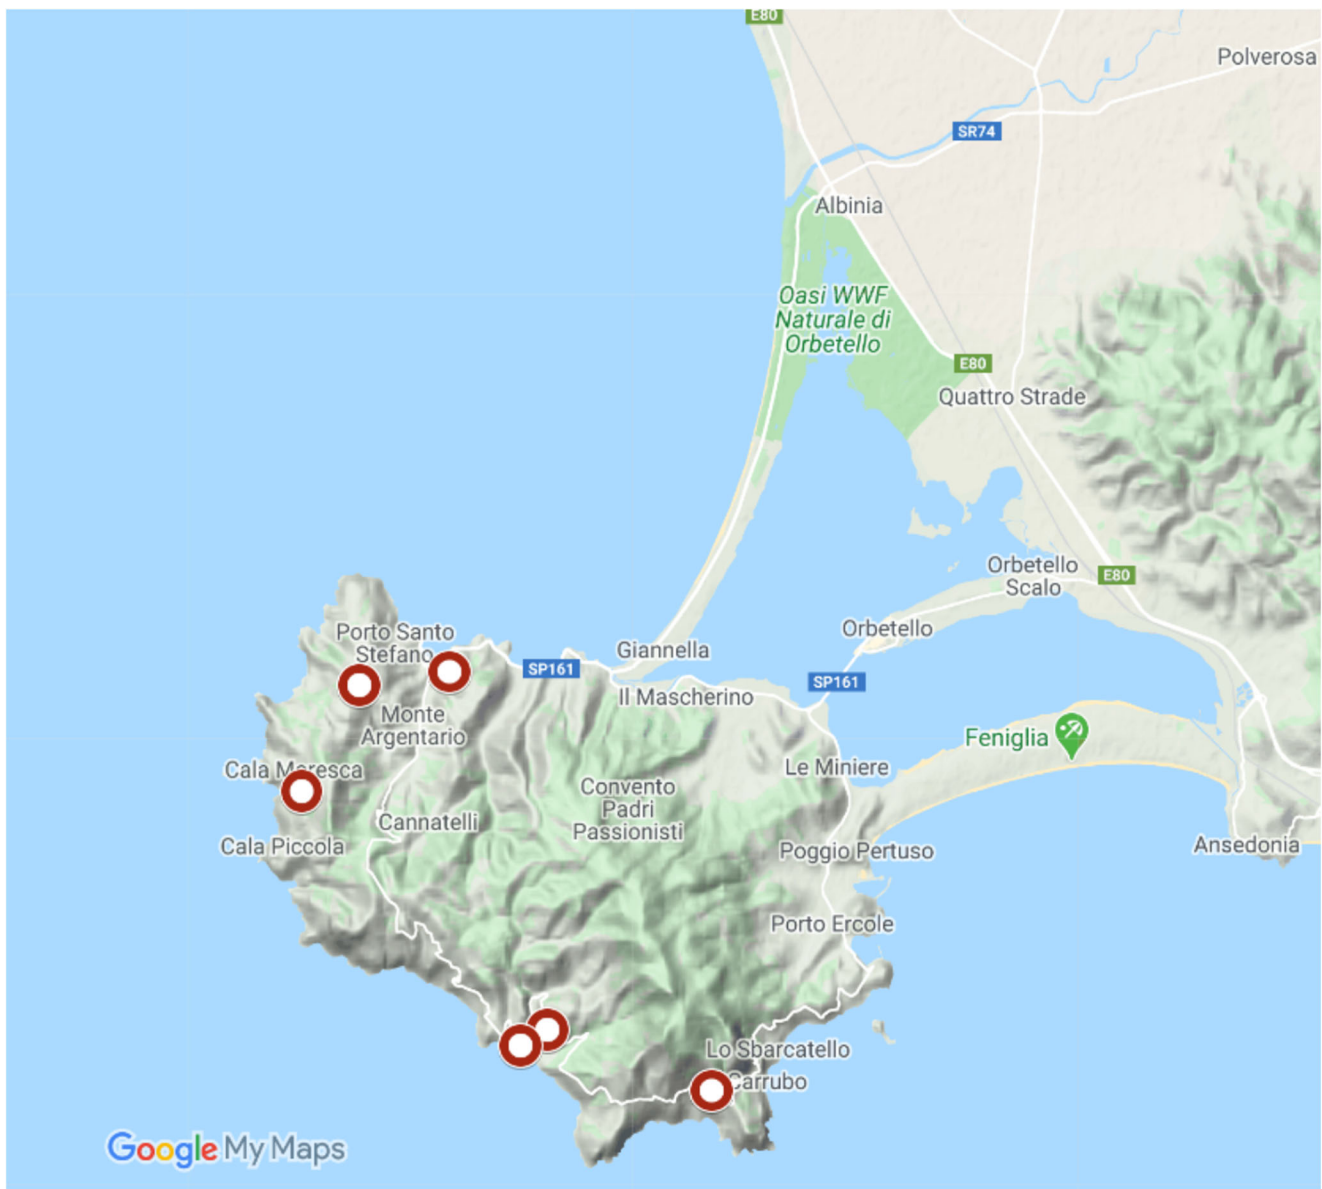 E80
Polverosa
SR74
Albinia
Oasi WWF
Naturale di
Orbetello
E80
Quattro Strade
Orbetello
Scalo
E80
Porto Santo
Stefano
Orbetello
Giannella
SP161
SP161
Il Mascherino
Monte
Argentario
Feniglia
Cala Moresca
Le Miniere
Convento
Padri
Passionisti
Cannatelli
Cala Piccola
Poggio Pertuso
Ansedonia
Porto Ercole
Lo Sbarcatello
Carrubo
Google My Maps